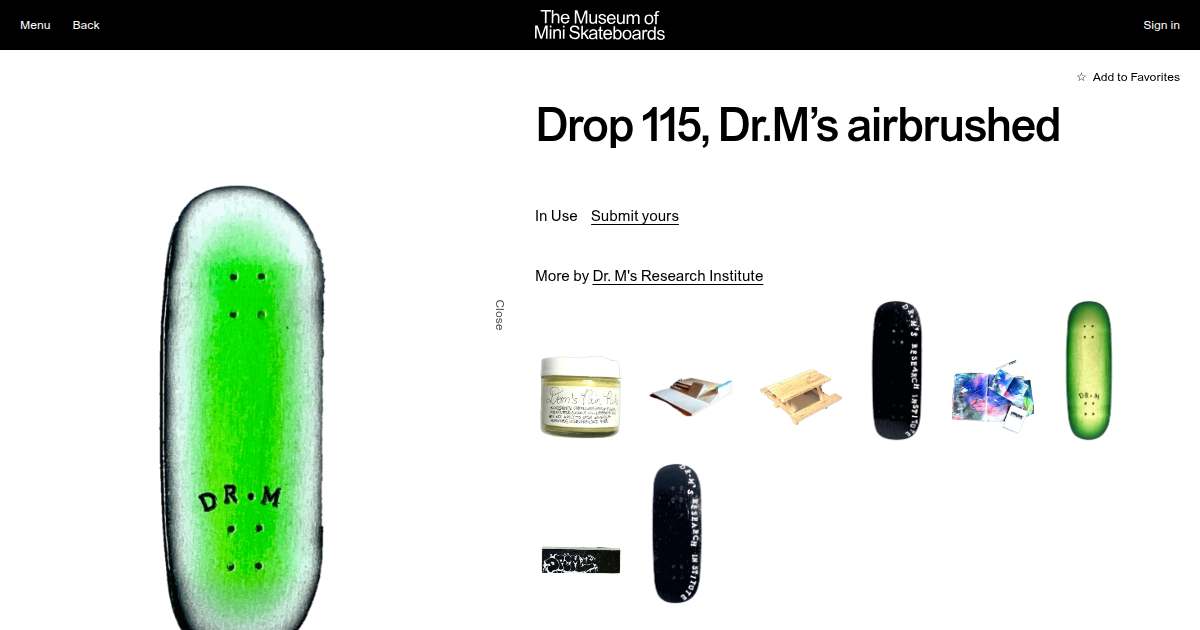 Menu
Back
The Museum of
Mini Skateboards
Sign in
☆ Add to Favorites
Drop 115, Dr.M’s airbrushed
In Use Submit yours
More by Dr. M's Research Institute
Close
DR•M
DR•M'S RESEARCH INSTITUTE
DR•M
DR•M'S RESEARCH INSTITUTE